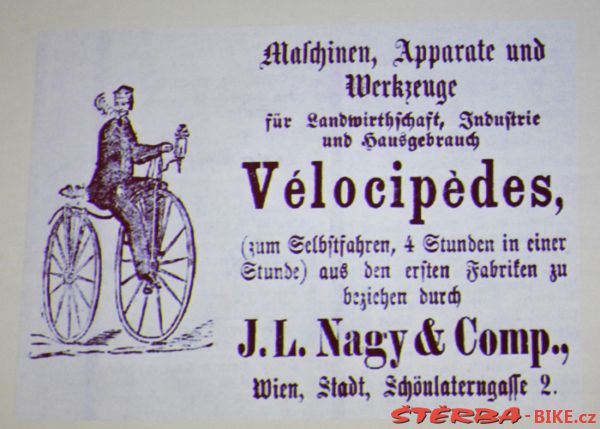 Maſchinen, Apparate und
Werkzeuge
für Landwirthſchaft, Induſtrie
und Hausgebrauch
Vélocipèdes,
(zum Selbſtfahren, 4 Stunden in einer
Stunde) aus den erſten Fabriken zu
beziehen durch
J. L. Nagy & Comp.,
Wien, Stadt, Schönlaterngaſſe 2.
ŠTĚRBA-BIKE.cz